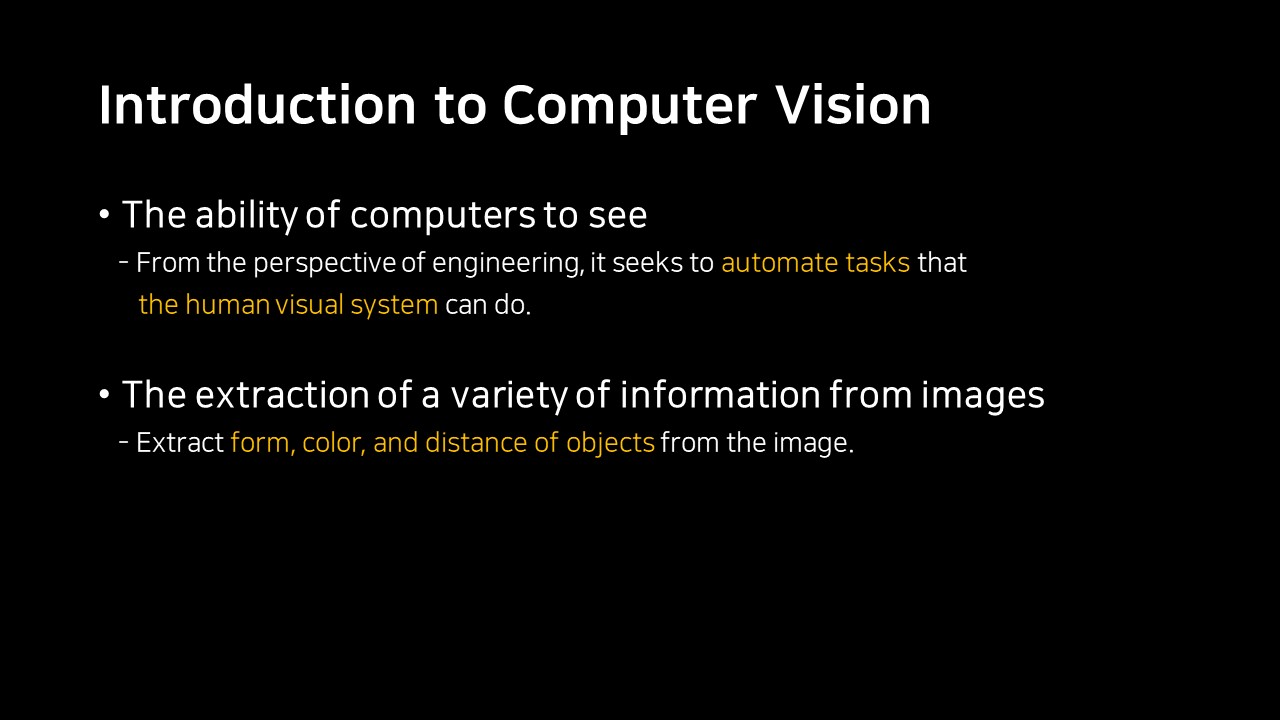 Introduction to Computer Vision
• The ability of computers to see
- From the perspective of engineering, it seeks to automate tasks that
the human visual system can do.
• The extraction of a variety of information from images
- Extract form, color, and distance of objects from the image.